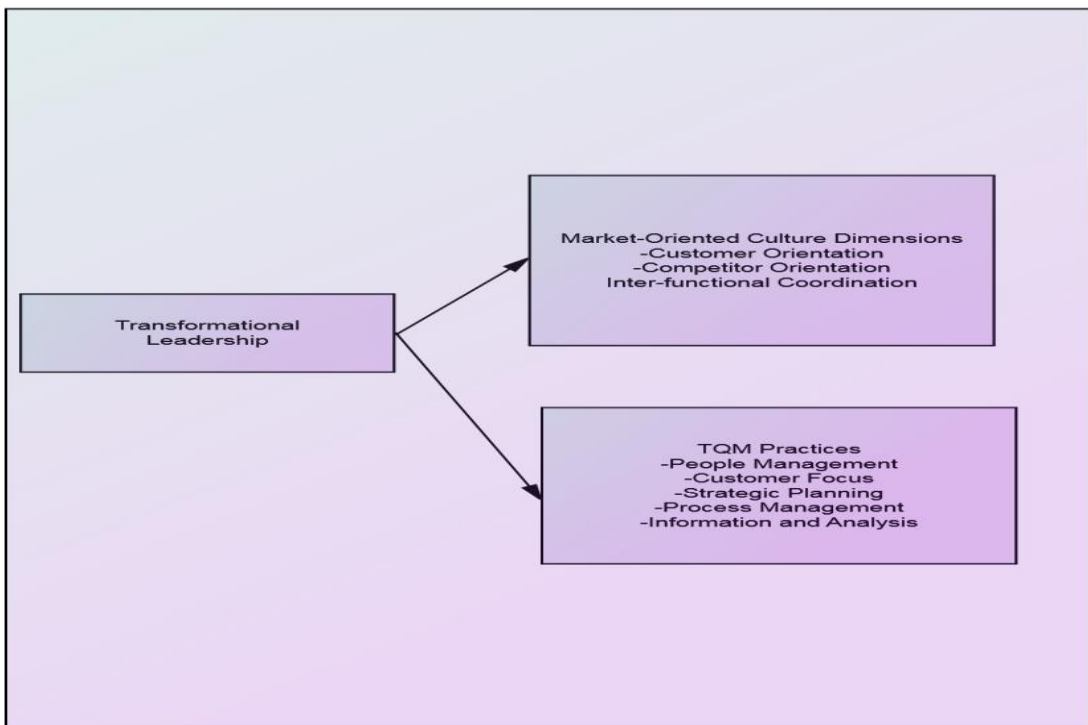 Transformational
Leadership
Market-Oriented Culture Dimensions
-Customer Orientation
-Competitor Orientation
Inter-functional Coordination
TQM Practices
-People Management
-Customer Focus
-Strategic Planning
-Process Management
-Information and Analysis